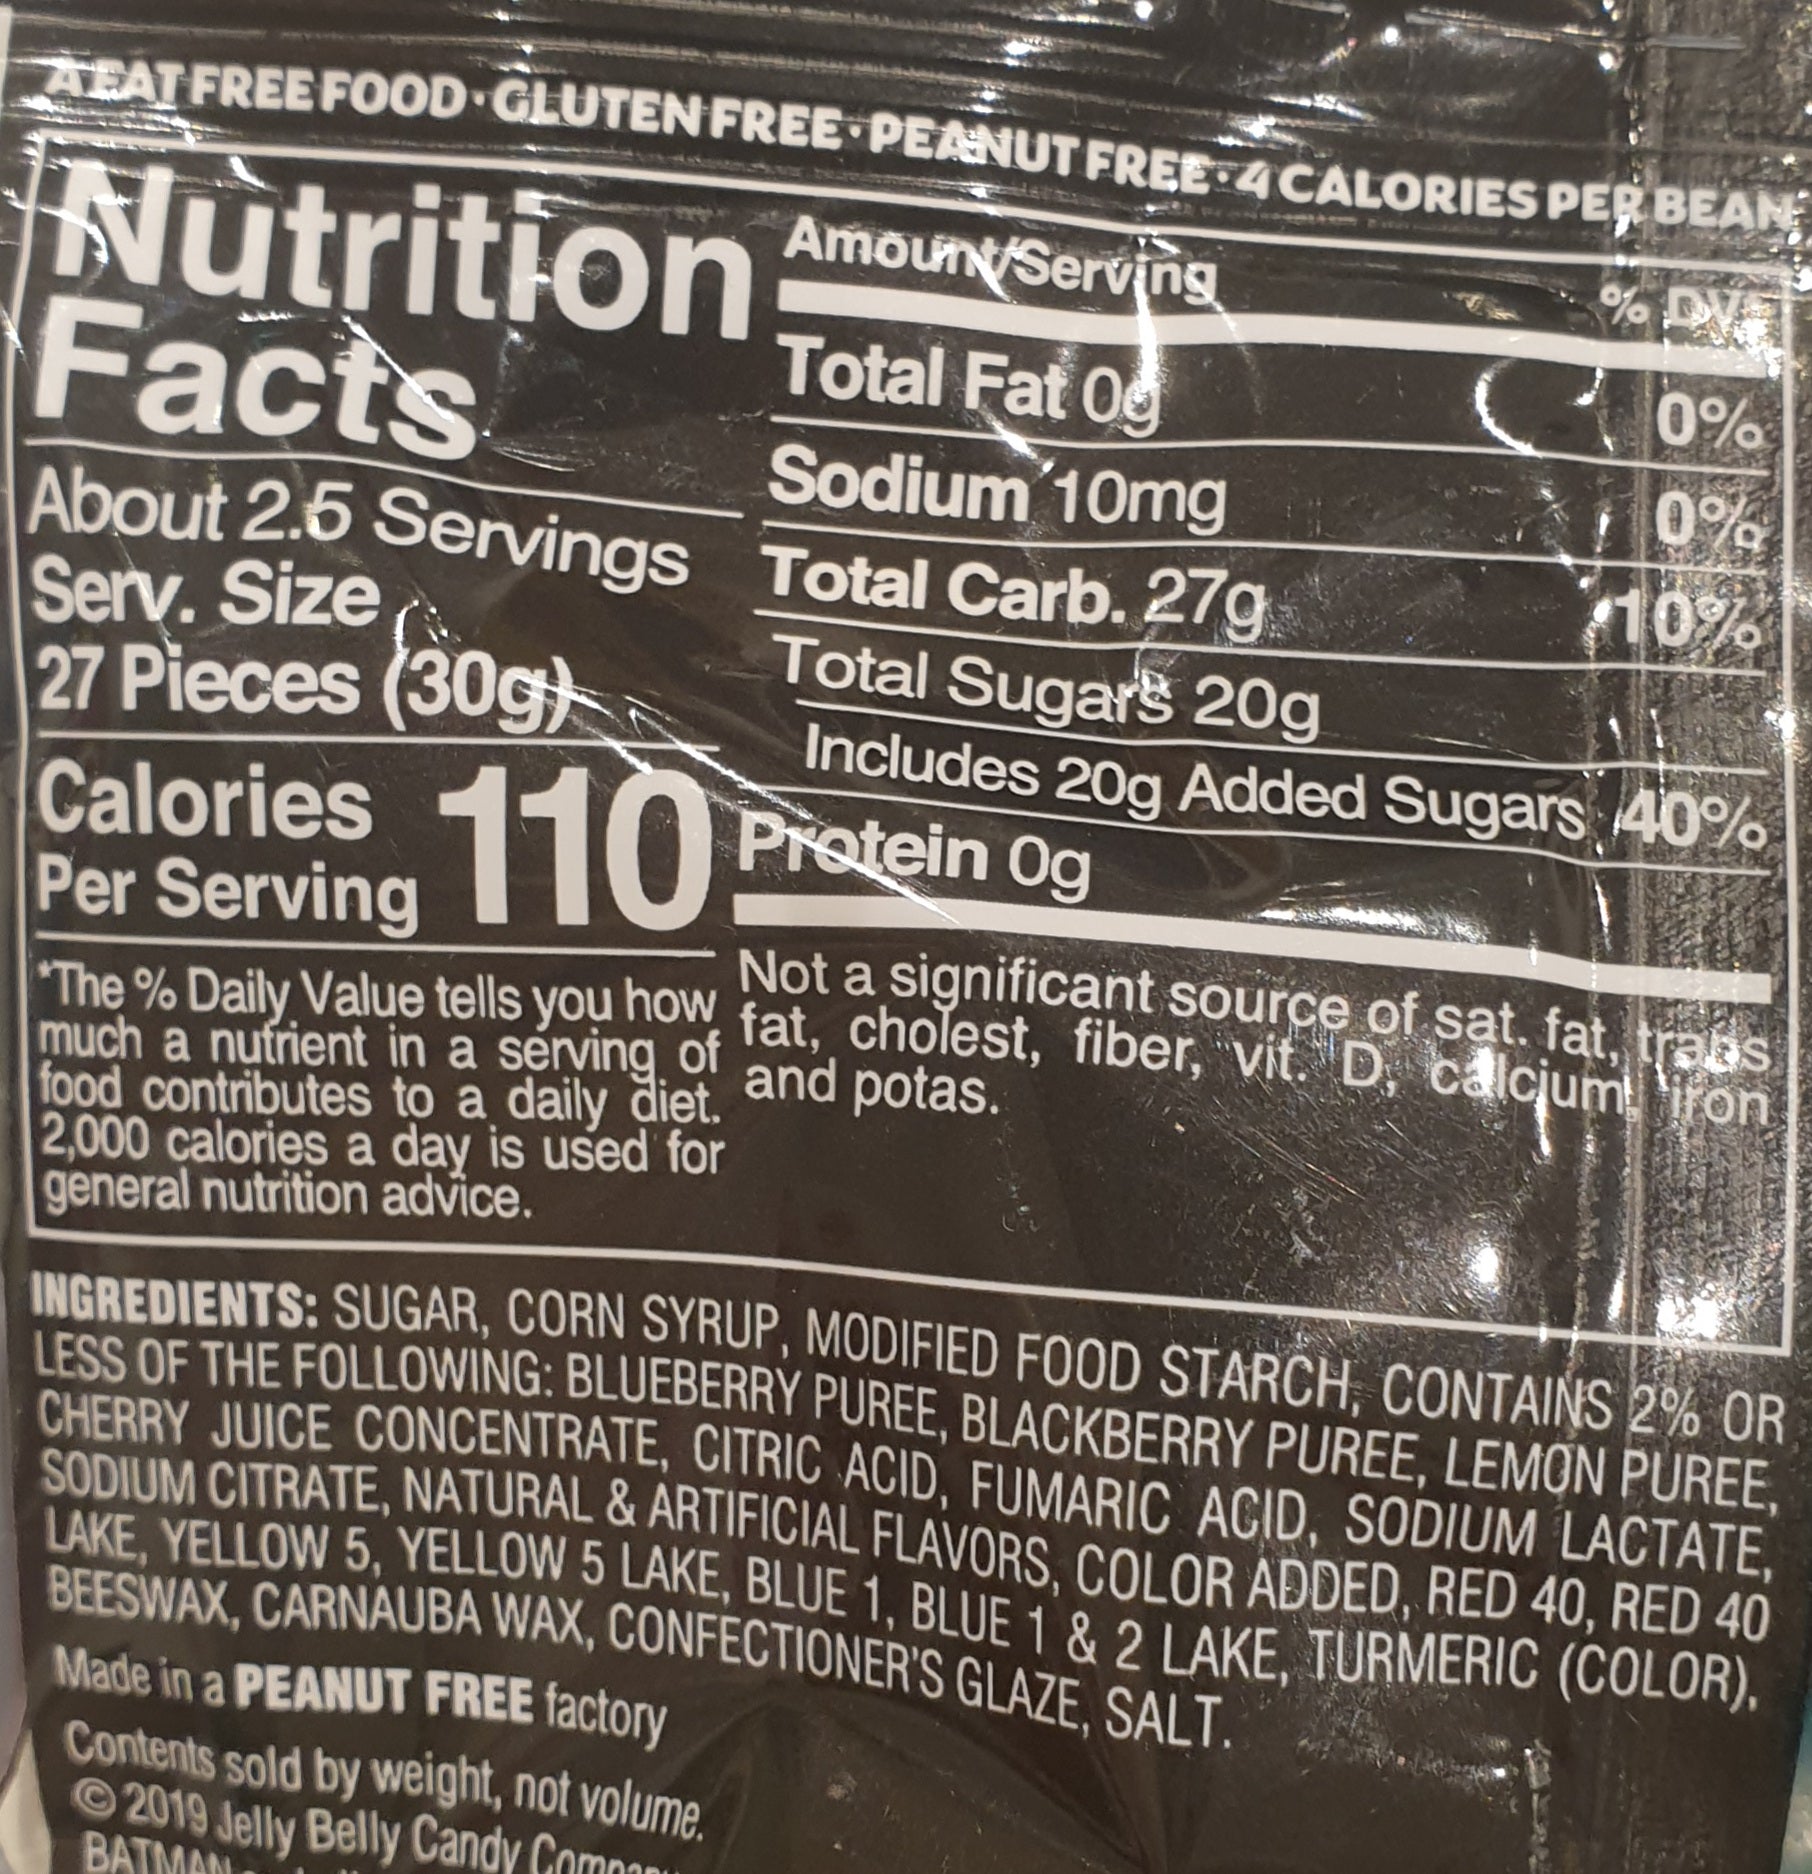 A FAT FREE FOOD · GLUTEN FREE · PEANUT FREE · 4 CALORIES PER BEAN
Nutrition
Facts
About 2.5 Servings
Serv. Size
27 Pieces (30g)
Calories
Per Serving 110
*The % Daily Value tells you how
much a nutrient in a serving of
food contributes to a daily diet.
2,000 calories a day is used for
general nutrition advice.
Amount/Serving % DV*
Total Fat 0g 0%
Sodium 10mg 0%
Total Carb. 27g 10%
Total Sugars 20g
Includes 20g Added Sugars 40%
Protein 0g
Not a significant source of sat. fat, trans
fat, cholest, fiber, vit. D, calcium, iron
and potas.
INGREDIENTS: SUGAR, CORN SYRUP, MODIFIED FOOD STARCH, CONTAINS 2% OR
LESS OF THE FOLLOWING: BLUEBERRY PUREE, BLACKBERRY PUREE, LEMON PUREE,
CHERRY JUICE CONCENTRATE, CITRIC ACID, FUMARIC ACID, SODIUM LACTATE,
SODIUM CITRATE, NATURAL & ARTIFICIAL FLAVORS, COLOR ADDED, RED 40, RED 40
LAKE, YELLOW 5, YELLOW 5 LAKE, BLUE 1, BLUE 1 & 2 LAKE, TURMERIC (COLOR),
BEESWAX, CARNAUBA WAX, CONFECTIONER'S GLAZE, SALT.
Made in a PEANUT FREE factory
Contents sold by weight, not volume.
© 2019 Jelly Belly Candy
BATMAN